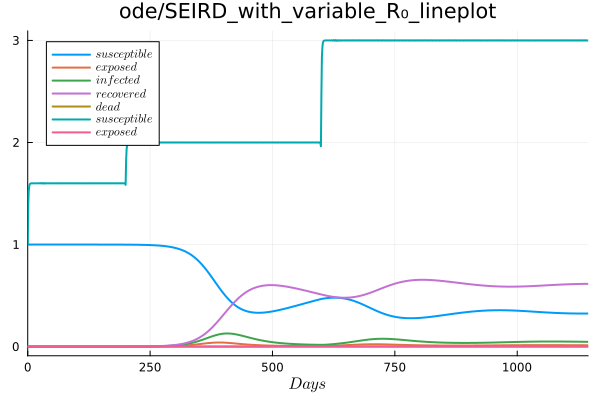 ode/SEIRD_with_variable_R₀_lineplot
3
susceptible
exposed
infected
recovered
dead
susceptible
exposed
2
1
0
0 250 500 750 1000
Days